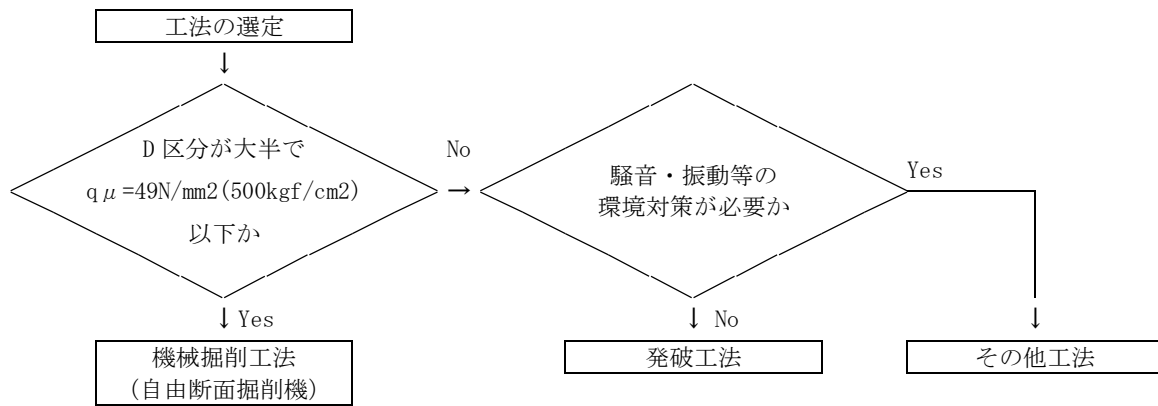 工法の選定
↓
D 区分が大半で
qμ=49N/mm2(500kgf/cm2)
以下か
No
→
騒音・振動等の
環境対策が必要か
Yes
↓ Yes
↓ No
↓
機械掘削工法
(自由断面掘削機)
発破工法
その他工法